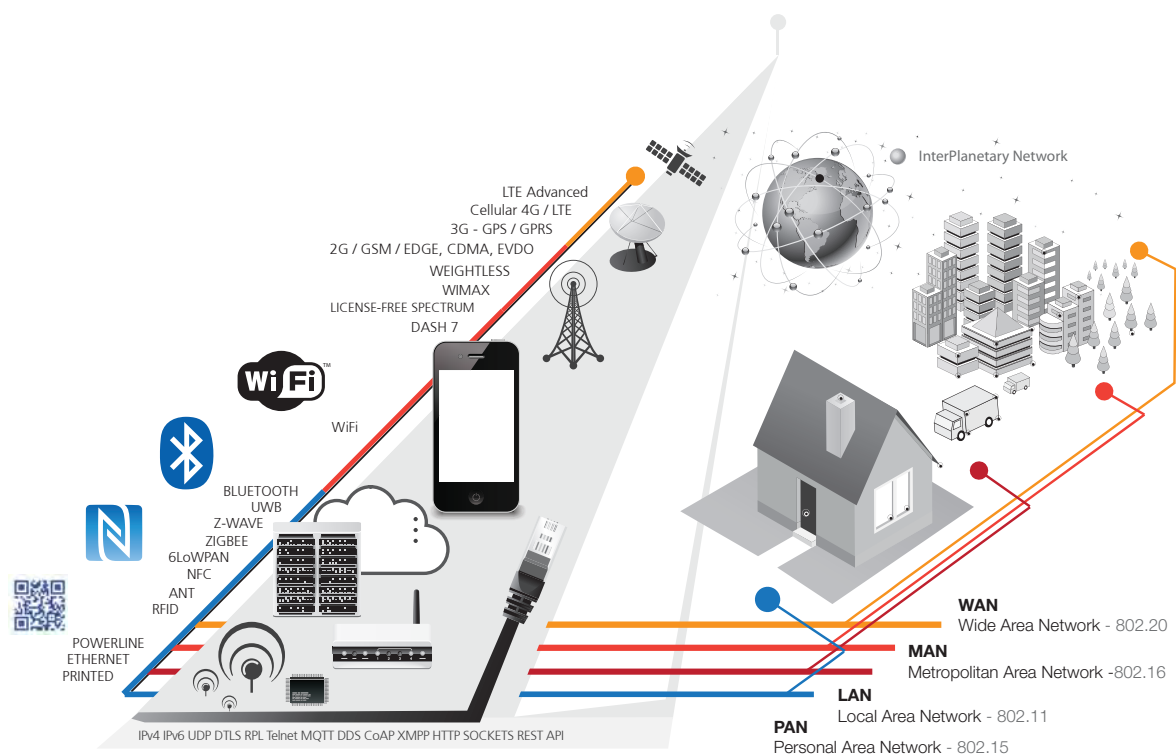 InterPlanetary Network
LTE Advanced
Cellular 4G / LTE
3G - GPS / GPRS
2G / GSM / EDGE, CDMA, EVDO
WEIGHTLESS
WIMAX
LICENSE-FREE SPECTRUM
DASH 7
WiFi™
WiFi
BLUETOOTH
UWB
Z-WAVE
ZIGBEE
6LoWPAN
NFC
ANT
RFID
POWERLINE
ETHERNET
PRINTED
WAN
Wide Area Network - 802.20
MAN
Metropolitan Area Network -802.16
LAN
Local Area Network - 802.11
PAN
Personal Area Network - 802.15
IPv4 IPv6 UDP DTLS RPL Telnet MQTT DDS CoAP XMPP HTTP SOCKETS REST API